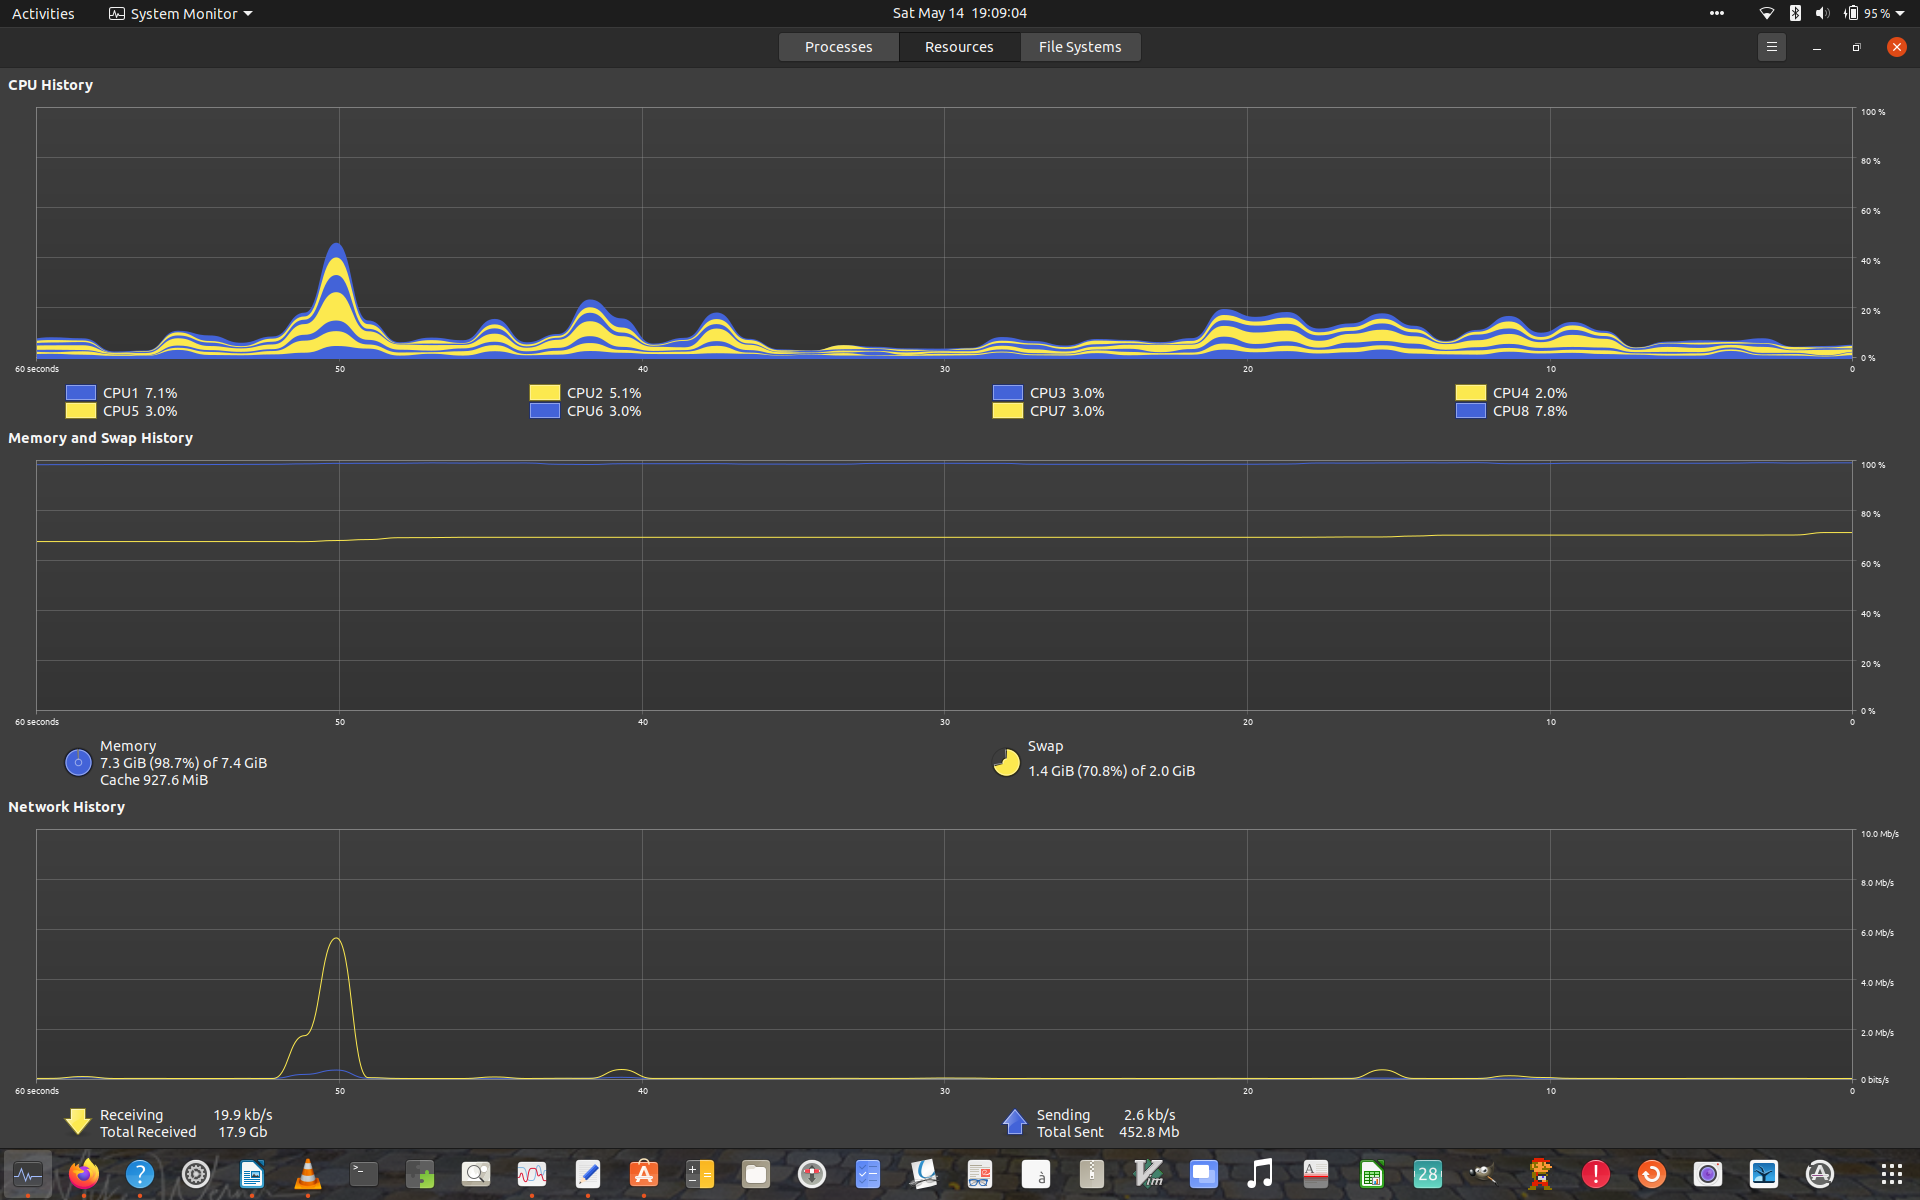 Activities System Monitor Sat May 14 19:09:04 95 %
Processes Resources File Systems
CPU History
100 %
80 %
60 %
40 %
20 %
0 %
60 seconds 50 40 30 20 10 0
CPU1 7.1% CPU2 5.1% CPU3 3.0% CPU4 2.0%
CPU5 3.0% CPU6 3.0% CPU7 3.0% CPU8 7.8%
Memory and Swap History
100 %
80 %
60 %
40 %
20 %
0 %
60 seconds 50 40 30 20 10 0
Memory
7.3 GiB (98.7%) of 7.4 GiB
Cache 927.6 MiB
Swap
1.4 GiB (70.8%) of 2.0 GiB
Network History
10.0 Mb/s
8.0 Mb/s
6.0 Mb/s
4.0 Mb/s
2.0 Mb/s
0 bits/s
60 seconds 50 40 30 20 10 0
Receiving 19.9 kb/s
Total Received 17.9 Gb
Sending 2.6 kb/s
Total Sent 452.8 Mb
28